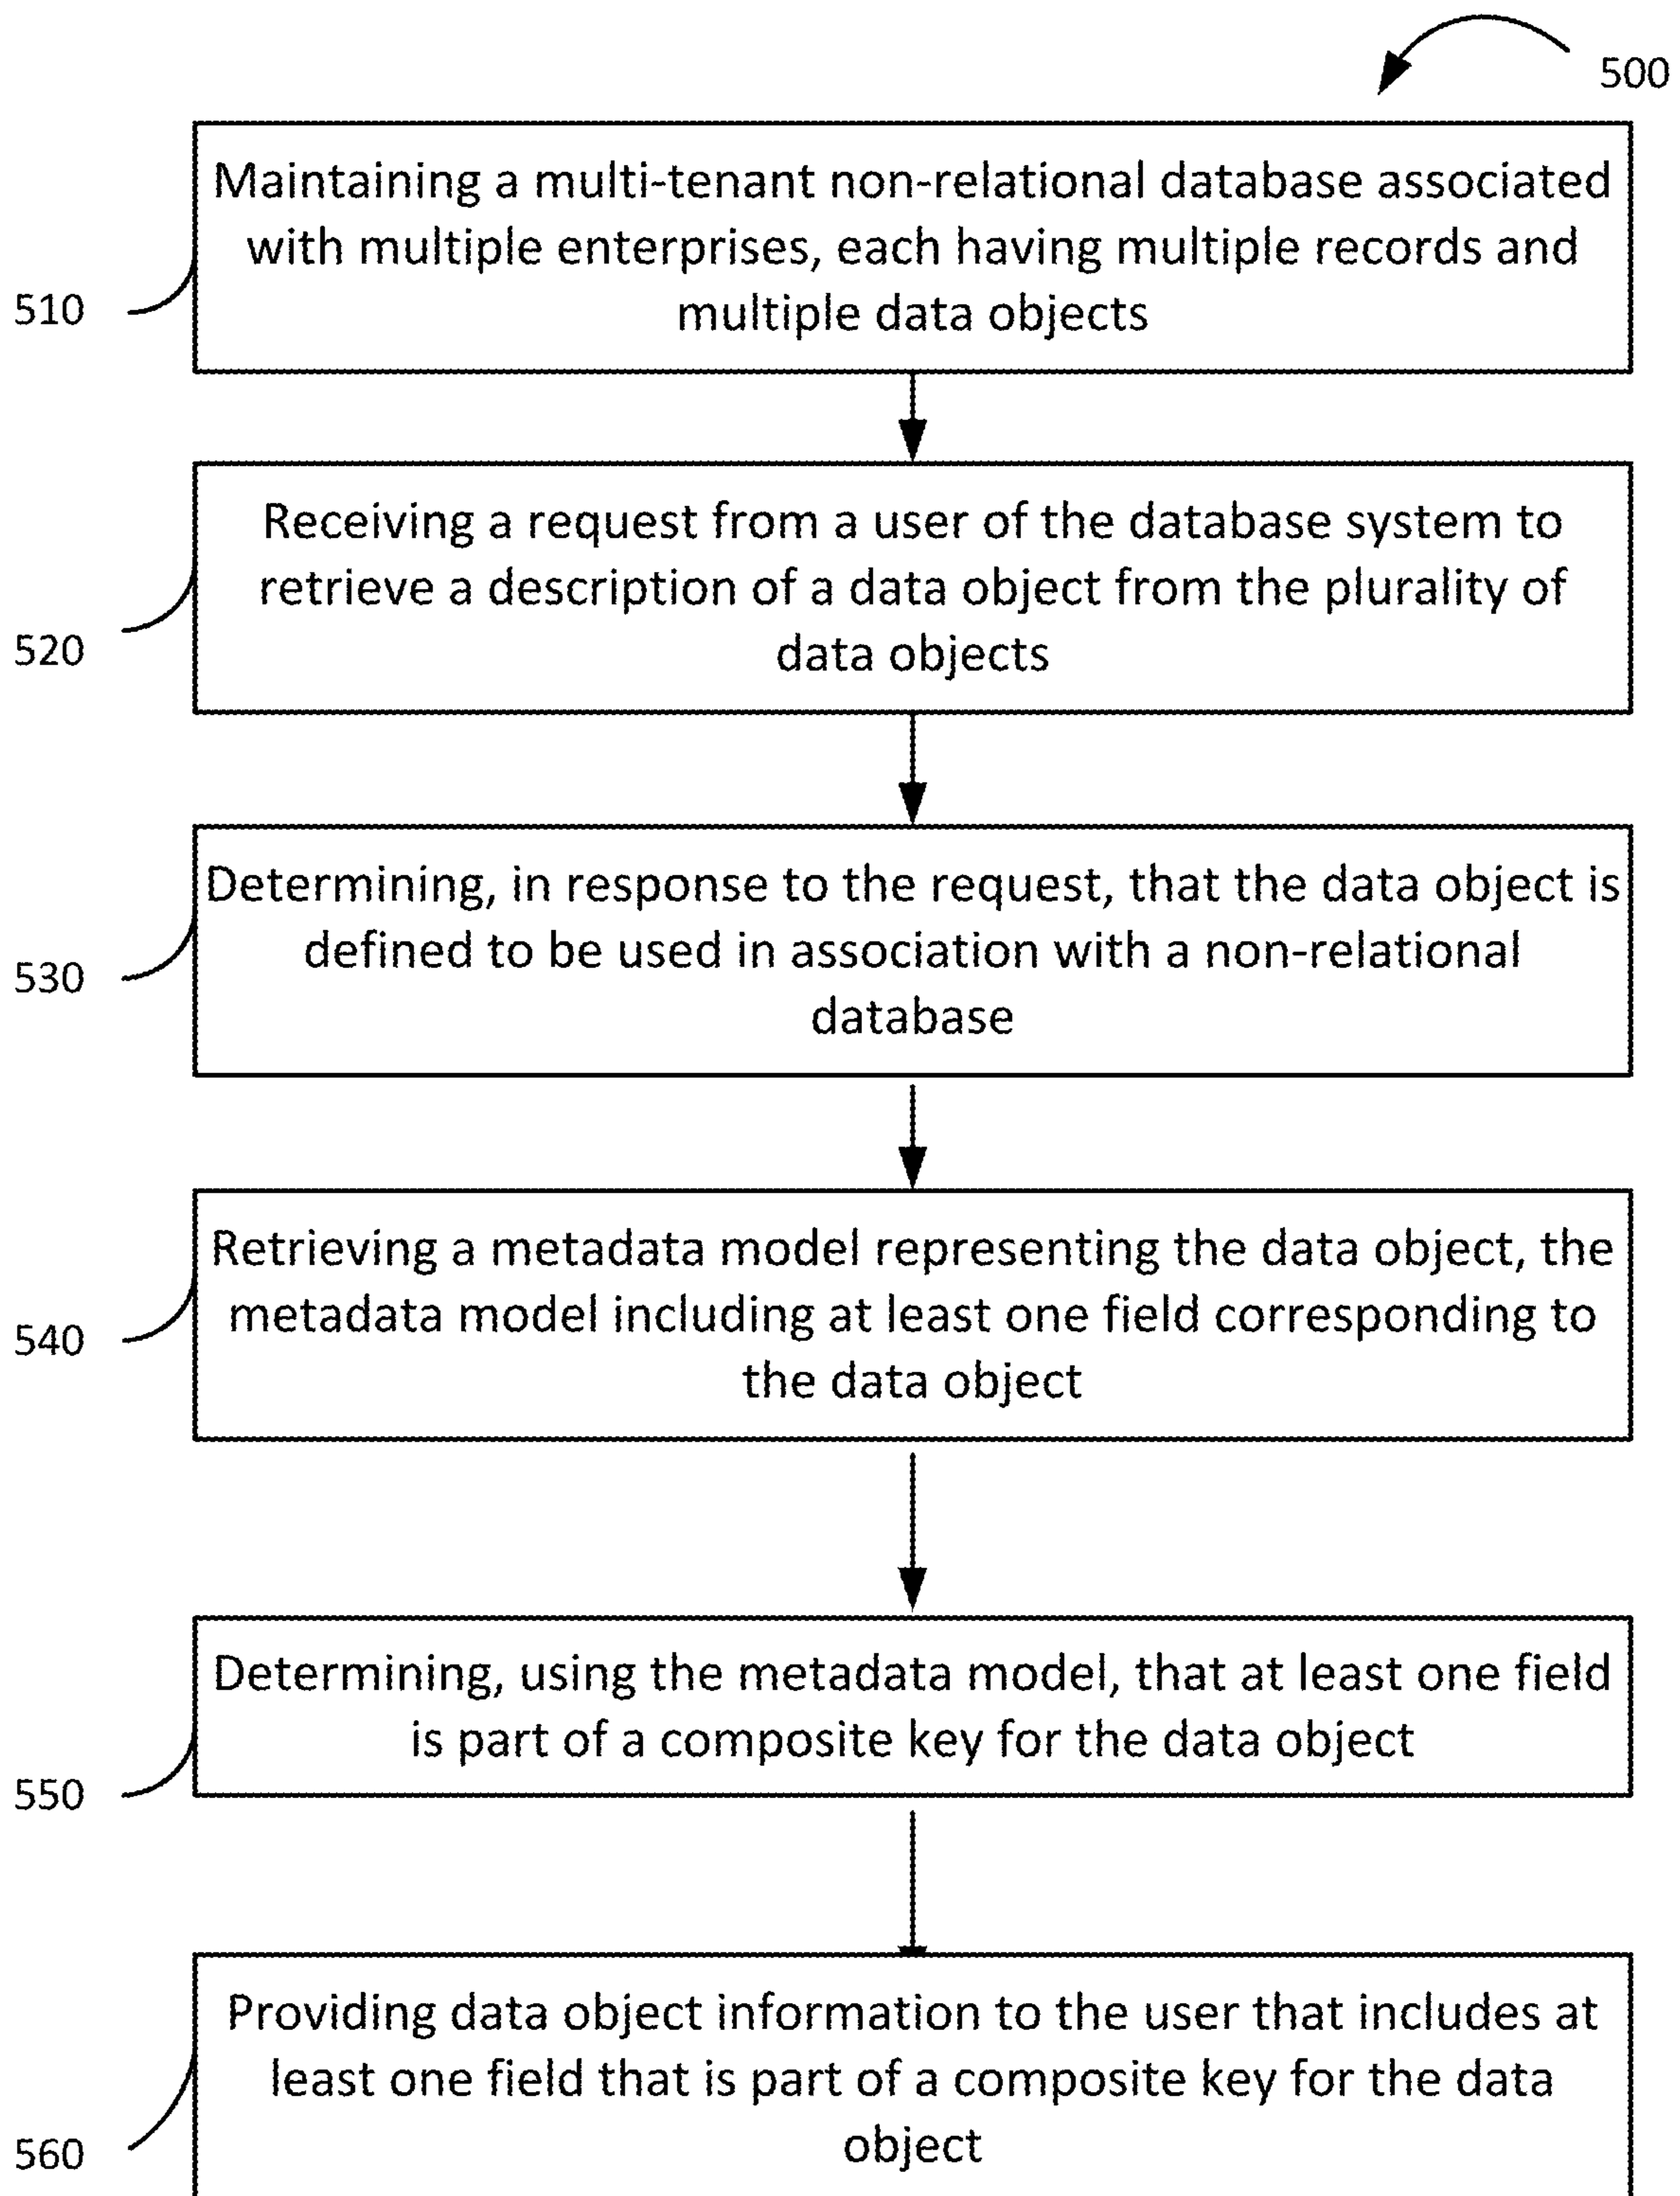 500
Maintaining a multi-tenant non-relational database associated
with multiple enterprises, each having multiple records and
multiple data objects
510
Receiving a request from a user of the database system to
retrieve a description of a data object from the plurality of
data objects
520
Determining, in response to the request, that the data object is
defined to be used in association with a non-relational
database
530
Retrieving a metadata model representing the data object, the
metadata model including at least one field corresponding to
the data object
540
Determining, using the metadata model, that at least one field
is part of a composite key for the data object
550
Providing data object information to the user that includes at
least one field that is part of a composite key for the data
object
560